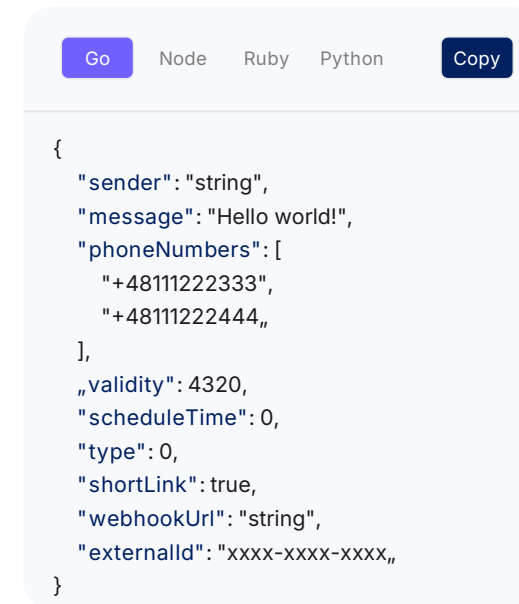 Go Node Ruby Python Copy
{
"sender": "string",
"message": "Hello world!",
"phoneNumbers": [
"+48111222333",
"+48111222444„
],
„validity": 4320,
"scheduleTime": 0,
"type": 0,
"shortLink": true,
"webhookUrl": "string",
"externalId": "xxxx-xxxx-xxxx„
}